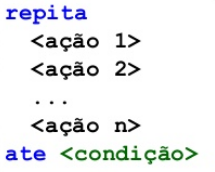 repita
<ação 1>
<ação 2>
...
<ação n>
ate <condição>